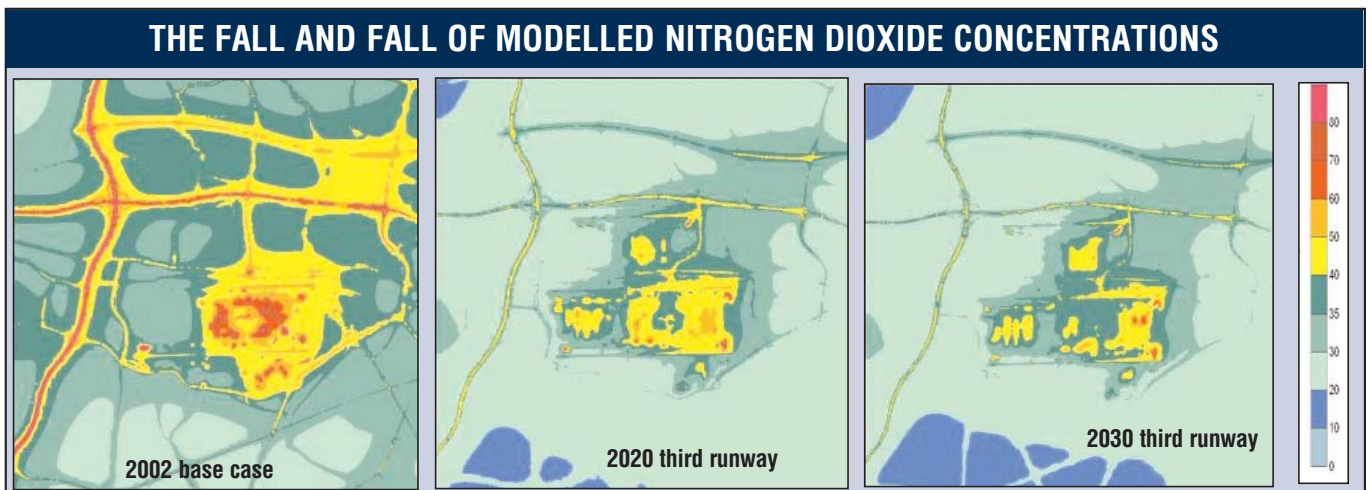 THE FALL AND FALL OF MODELLED NITROGEN DIOXIDE CONCENTRATIONS
2002 base case
2020 third runway
2030 third runway
80
70
60
50
40
35
30
20
10
0